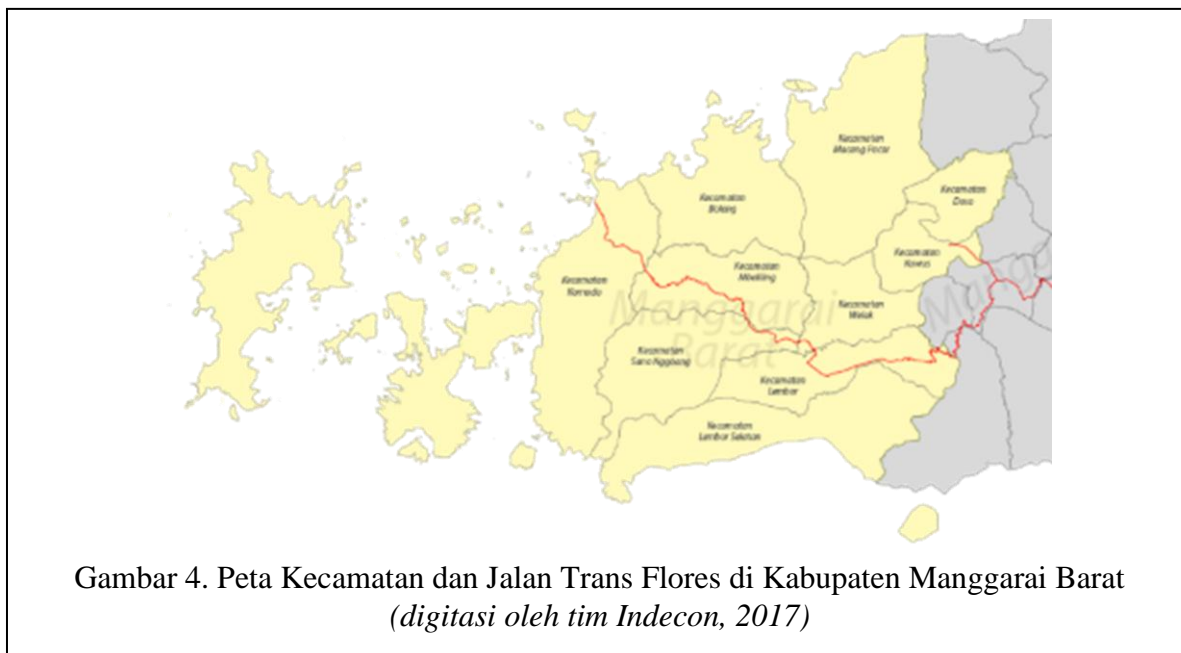 Kecamatan
Macang Pacar
Kecamatan
Boleng
Kecamatan
Kecamatan
Kuwus
Kecamatan
Komodo
Kecamatan
Mbeliling
Manggarai
Barat
Kecamatan
Welak
Kecamatan
Sano Nggoang
Kecamatan
Lembor
Kecamatan
Lembor Selatan
Gambar 4. Peta Kecamatan dan Jalan Trans Flores di Kabupaten Manggarai Barat
(digitasi oleh tim Indecon, 2017)